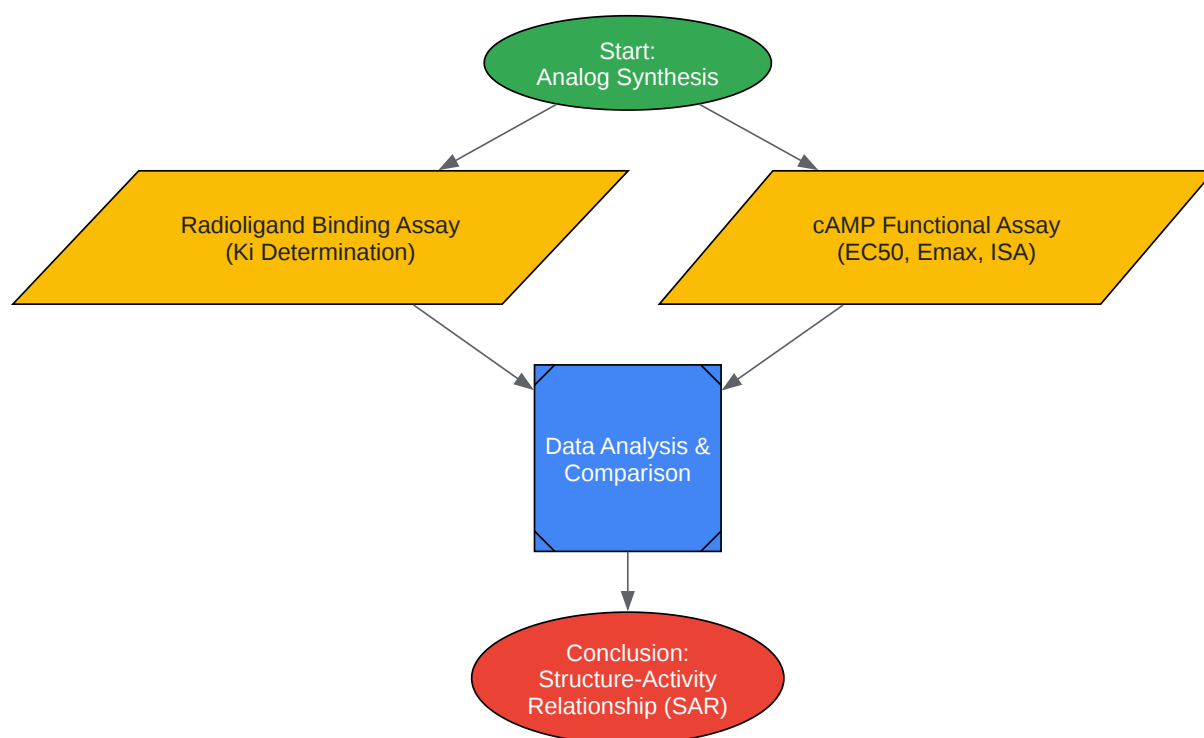 Start:
Analog Synthesis
Radioligand Binding Assay
(Ki Determination)
cAMP Functional Assay
(EC50, Emax, ISA)
Data Analysis &
Comparison
Conclusion:
Structure-Activity
Relationship (SAR)